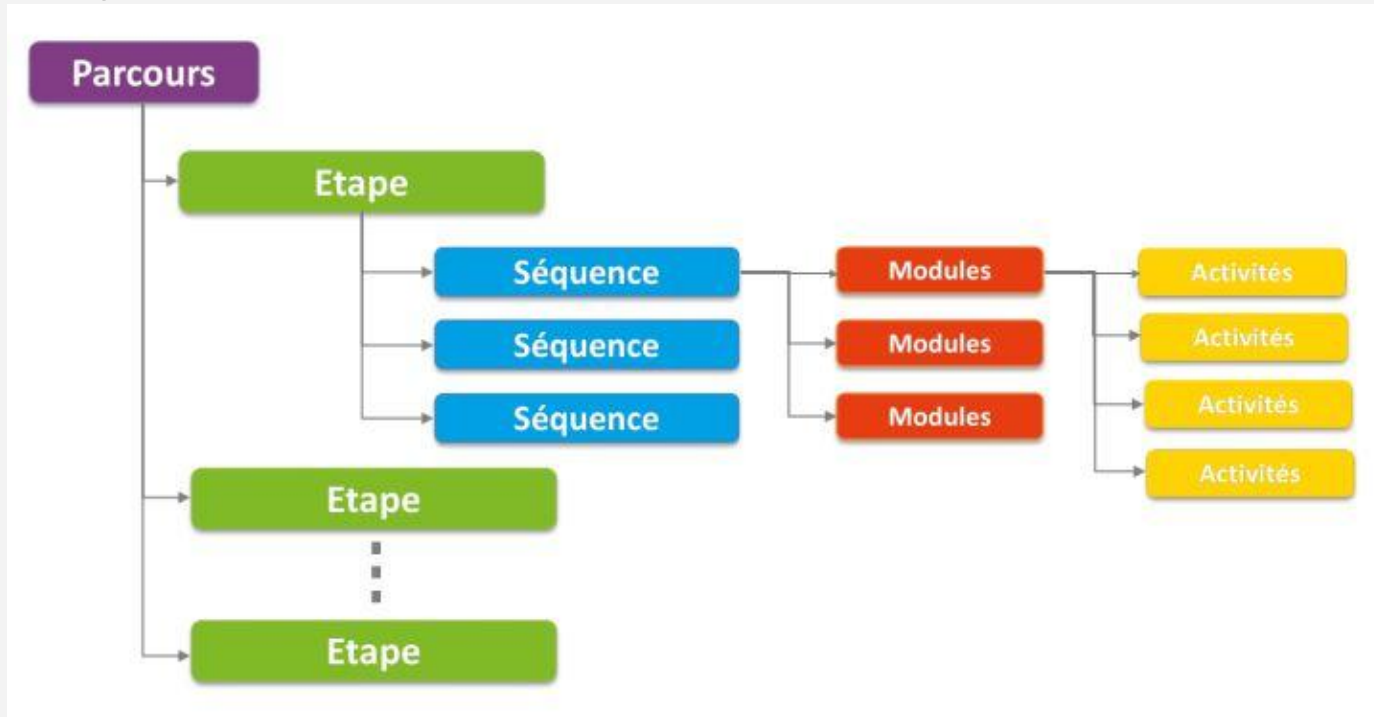 Parcours
Etape
Séquence
Modules
Activités
Séquence
Modules
Activités
Séquence
Modules
Activités
Activités
Etape
Etape